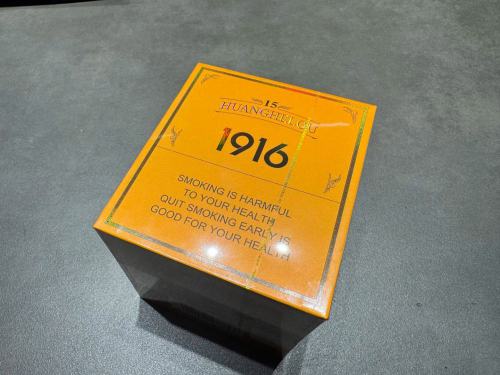 15
HUANGHELOU
1916
SMOKING IS HARMFUL
TO YOUR HEALTH
QUIT SMOKING EARLY IS
GOOD FOR YOUR HEALTH